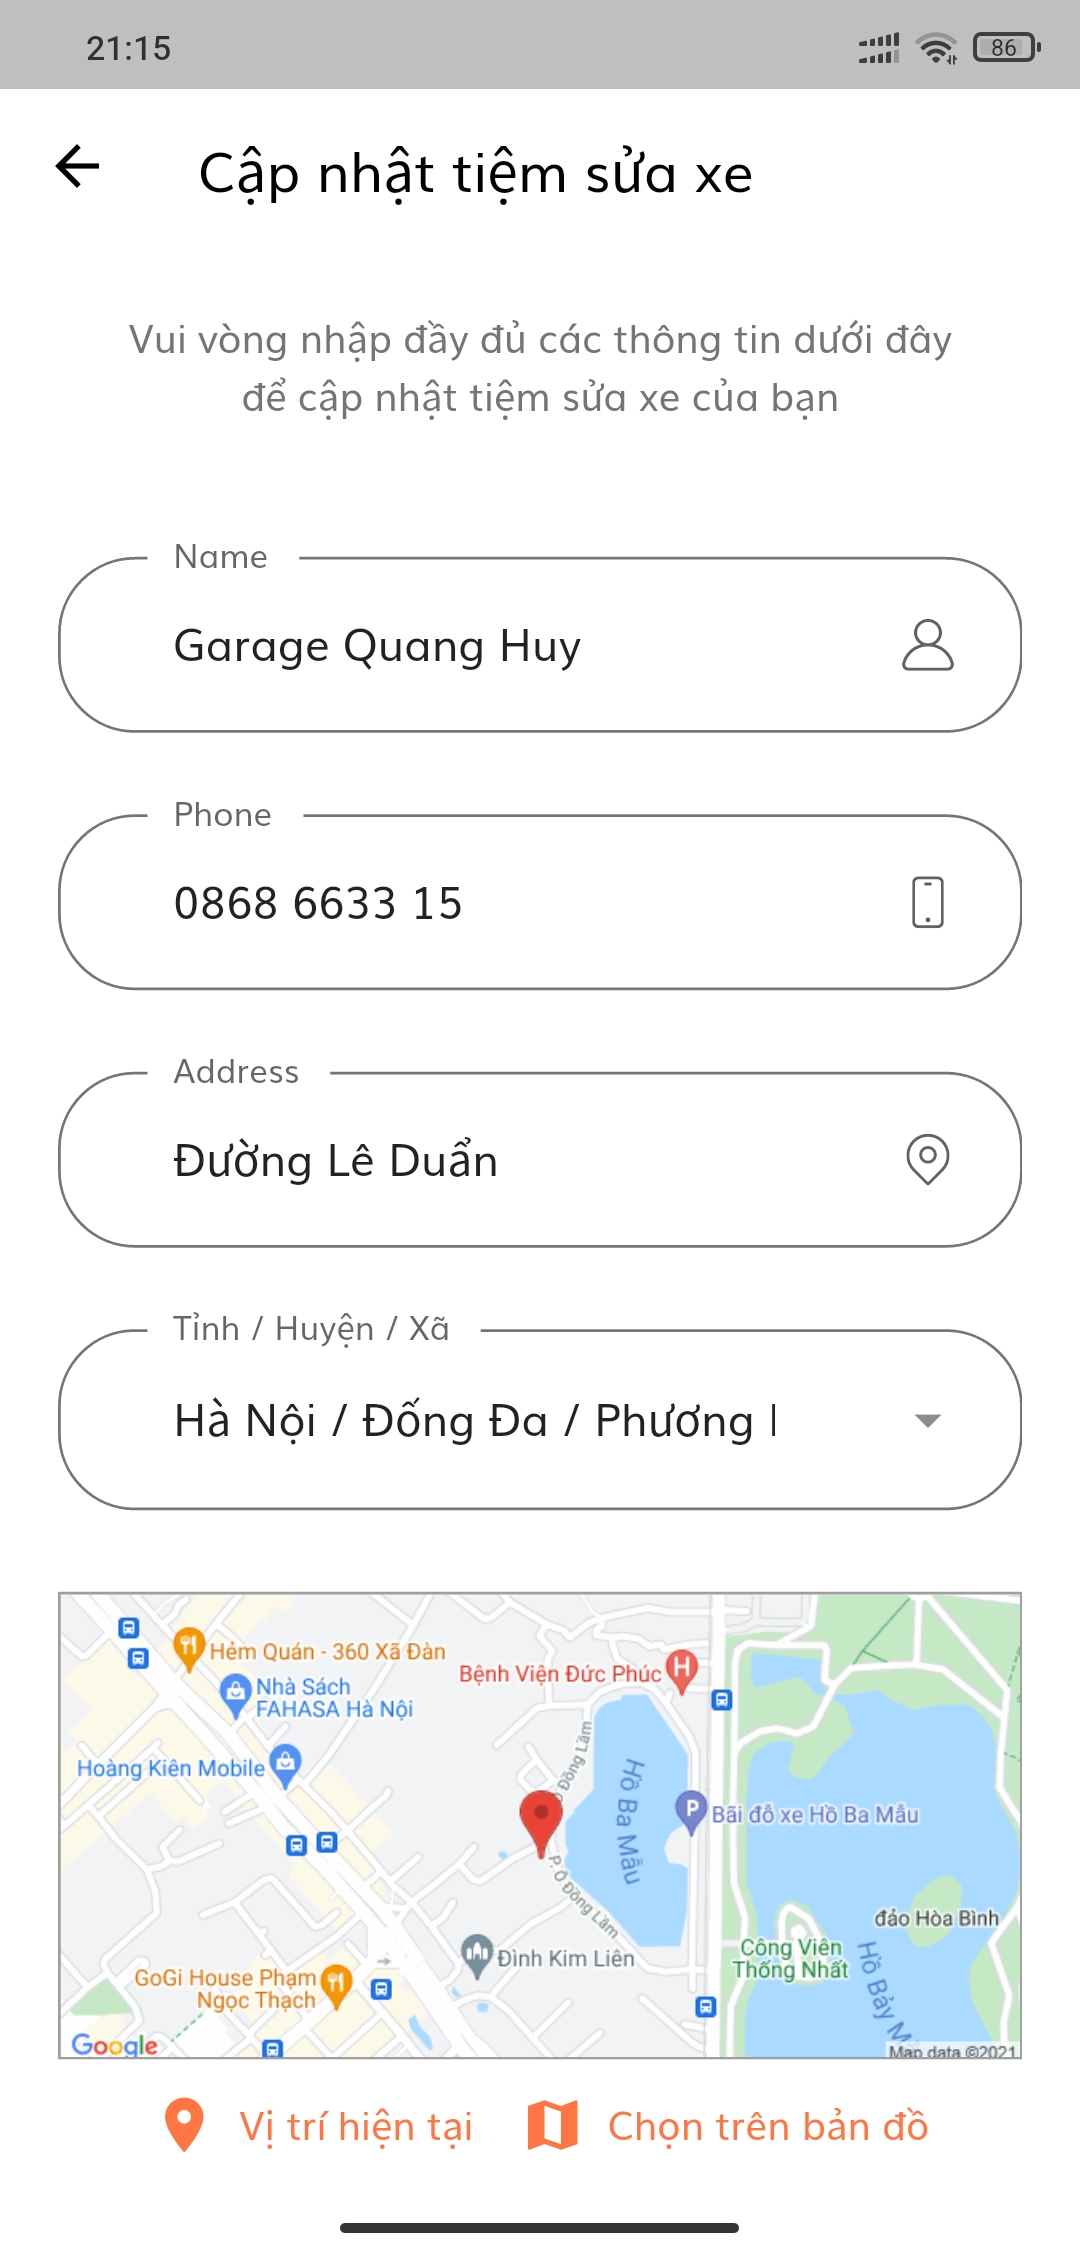 21:15
86
Cập nhật tiệm sửa xe
Vui vòng nhập đầy đủ các thông tin dưới đây
để cập nhật tiệm sửa xe của bạn
Name
Garage Quang Huy
Phone
0868 6633 15
Address
Đường Lê Duẩn
Tỉnh / Huyện / Xã
Hà Nội / Đống Đa / Phương
Hẻm Quán - 360 Xã Đàn
Bệnh Viện Đức Phúc
H
Nhà Sách
FAHASA Hà Nội
Hoàng Kiên Mobile
Đồng Lầm
Hồ Ba Mẫu
P
Bãi đỗ xe Hồ Ba Mẫu
P. Ô Đồng Lầm
đảo Hòa Bình
Đình Kim Liên
Công Viên
Thống Nhất
Hồ Bảy
GoGi House Phạm
Ngọc Thạch
Google
Map data ©2021
Vị trí hiện tại
Chọn trên bản đồ